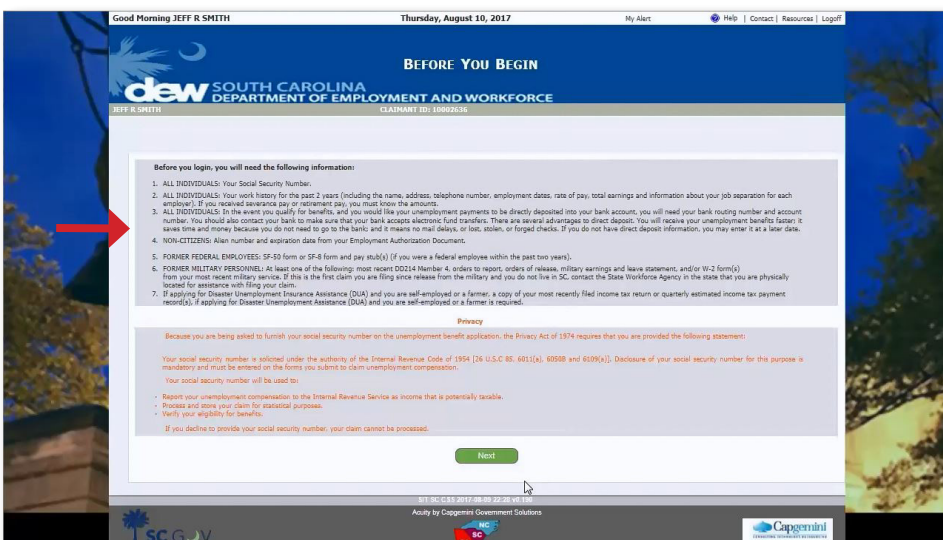 Good Morning JEFF R SMITH Thursday, August 10, 2017 My Alert Help | Contact | Resources | Logoff
BEFORE YOU BEGIN
dew SOUTH CAROLINA
DEPARTMENT OF EMPLOYMENT AND WORKFORCE
JEFF R SMITH CLAIMANT ID: 10002636
Before you login, you will need the following information:
1. ALL INDIVIDUALS: Your Social Security Number.
2. ALL INDIVIDUALS: Your work history for the past 2 years (including the name, address, telephone number, employment dates, rate of pay, total earnings and information about your job separation for each
employer). If you received severance pay or retirement pay, you must know the amounts.
3. ALL INDIVIDUALS: In the event you qualify for benefits, and you would like your unemployment payments to be directly deposited into your bank account, you will need your bank routing number and account
number. You should also contact your bank to make sure that your bank accepts electronic fund transfers. There are several advantages to direct deposit. You will receive your unemployment benefits faster; it
saves time and money because you do not need to go to the bank; and it means no mail delays, or lost, stolen, or forged checks. If you do not have direct deposit information, you may enter it at a later date.
4. NON-CITIZENS: Alien number and expiration date from your Employment Authorization Document.
5. FORMER FEDERAL EMPLOYEES: SF-50 form or SF-8 form and pay stub(s) (if you were a federal employee within the past two years).
6. FORMER MILITARY PERSONNEL: At least one of the following: most recent DD214 Member 4, orders to report, orders of release, military earnings and leave statement, and/or W-2 form(s)
from your most recent military service. If this is the first claim you are filing since release from the military and you do not live in SC, contact the State Workforce Agency in the state that you are physically
located for assistance with filing your claim.
7. If applying for Disaster Unemployment Insurance Assistance (DUA) and you are self-employed or a farmer, a copy of your most recently filed income tax return or quarterly estimated income tax payment
record(s), if applying for Disaster Unemployment Assistance (DUA) and you are self-employed or a farmer is required.
Privacy
Because you are being asked to furnish your social security number on the unemployment benefit application, the Privacy Act of 1974 requires that you are provided the following statement:
Your social security number is solicited under the authority of the Internal Revenue Code of 1954 [26 U.S.C 85, 6011(a), 6050B and 6109(a)]. Disclosure of your social security number for this purpose is
mandatory and must be entered on the forms you submit to claim unemployment compensation.
Your social security number will be used to:
- Report your unemployment compensation to the Internal Revenue Service as income that is potentially taxable.
- Process and store your claim for statistical purposes.
- Verify your eligibility for benefits.
If you decline to provide your social security number, your claim cannot be processed.
Next
SIT SC C.55 2017-08-09 22:20 v0.190
Acuity by Capgemini Government Solutions
NC
SC
SC.G
Capgemini